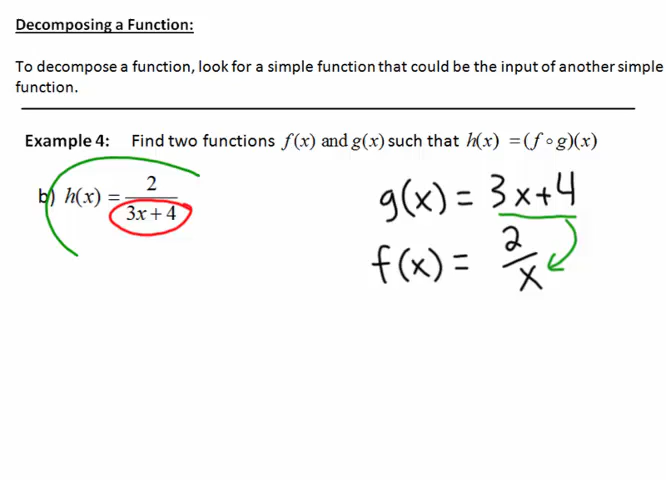 Decomposing a Function:
To decompose a function, look for a simple function that could be the input of another simple
function.
Example 4: Find two functions f(x) and g(x) such that h(x) = (f ∘ g)(x)
b) h(x) = 2/(3x + 4)
g(x) = 3x+4
f(x) = 2/x